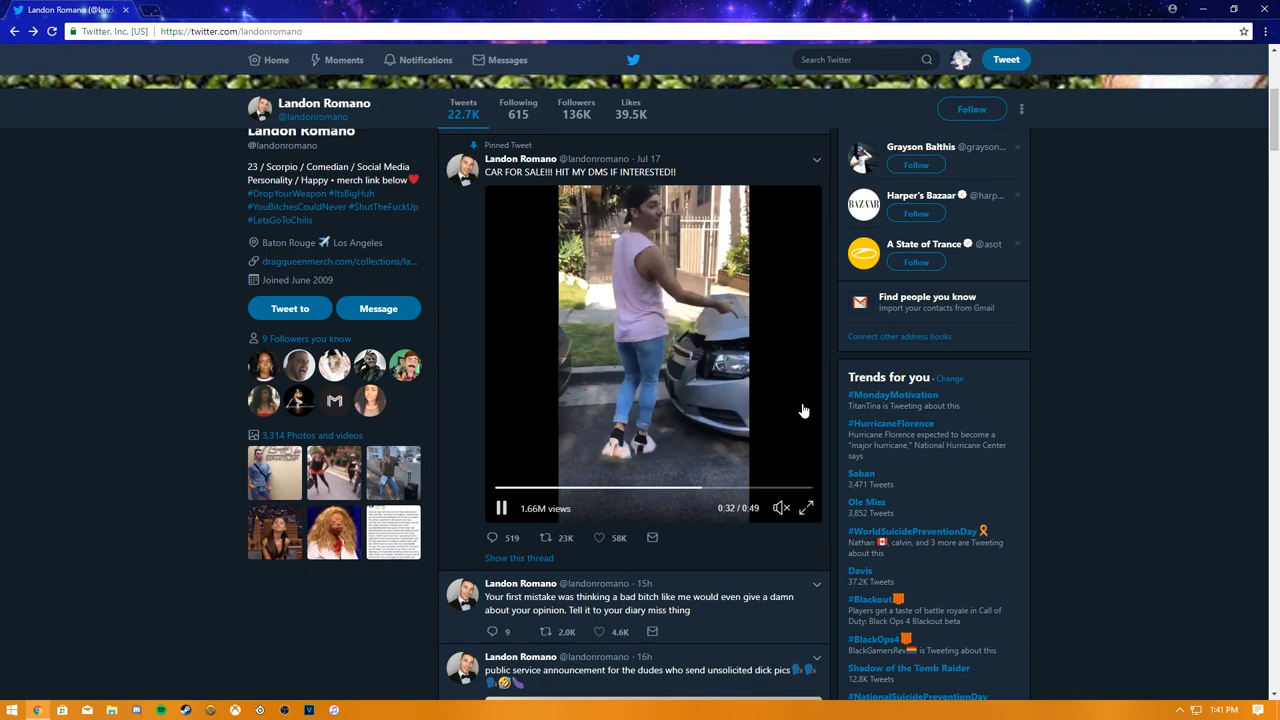 Landon Romano (@land
Twitter, Inc. [US] | https://twitter.com/landonromano
Home Moments Notifications Messages Search Twitter Tweet
Landon Romano
@landonromano
Tweets 22.7K
Following 615
Followers 136K
Likes 39.5K
Follow
Landon Romano
@landonromano
23 / Scorpio / Comedian / Social Media
Personality / Happy • merch link below❤️
#DropYourWeapon #ItsBigHuh
#YouBitchesCouldNever #ShutTheFuckUp
#LetsGoToChilis
Baton Rouge ✈️ Los Angeles
dragqueenmerch.com/collections/la...
Joined June 2009
Tweet to Message
9 Followers you know
3,314 Photos and videos
Pinned Tweet
Landon Romano @landonromano · Jul 17
CAR FOR SALE!!! HIT MY DMS IF INTERESTED!!
1.66M views
0:32 / 0:49
519 23K 58K
Show this thread
Landon Romano @landonromano · 15h
Your first mistake was thinking a bad bitch like me would even give a damn
about your opinion. Tell it to your diary miss thing
9 2.0K 4.6K
Landon Romano @landonromano · 16h
public service announcement for the dudes who send unsolicited dick pics🗣️🗣️
🗣️🤣🍆
Grayson Balthis @grayson...
Follow
Harper's Bazaar @harp...
Follow
BAZAAR
A State of Trance @asot
Follow
Find people you know
Import your contacts from Gmail
Connect other address books
Trends for you · Change
#MondayMotivation
TitanTina is Tweeting about this
#HurricaneFlorence
Hurricane Florence expected to become a
"major hurricane," National Hurricane Center
says
Saban
3,471 Tweets
Ole Miss
3,852 Tweets
#WorldSuicidePreventionDay🎗️
Nathan 🇨🇦, calvin, and 3 more are Tweeting
about this
Davis
37.2K Tweets
#Blackout
Players get a taste of battle royale in Call of
Duty: Black Ops 4 Blackout beta
#BlackOps4
BlackGamersRev🏳️‍🌈 is Tweeting about this
Shadow of the Tomb Raider
12.8K Tweets
#NationalSuicidePreventionDay
1:41 PM